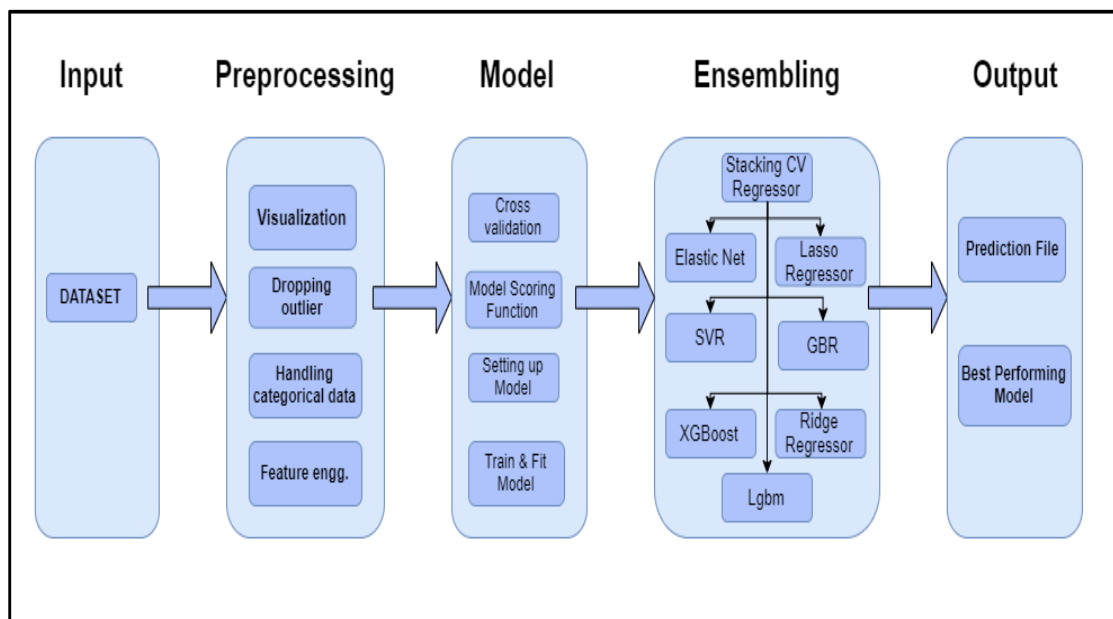 Input
Preprocessing
Model
Ensembling
Output
DATASET
Visualization
Dropping
outlier
Handling
categorical data
Feature engg.
Cross
validation
Model Scoring
Function
Setting up
Model
Train & Fit
Model
Stacking CV
Regressor
Elastic Net
Lasso
Regressor
SVR
GBR
XGBoost
Ridge
Regressor
Lgbm
Prediction File
Best Performing
Model